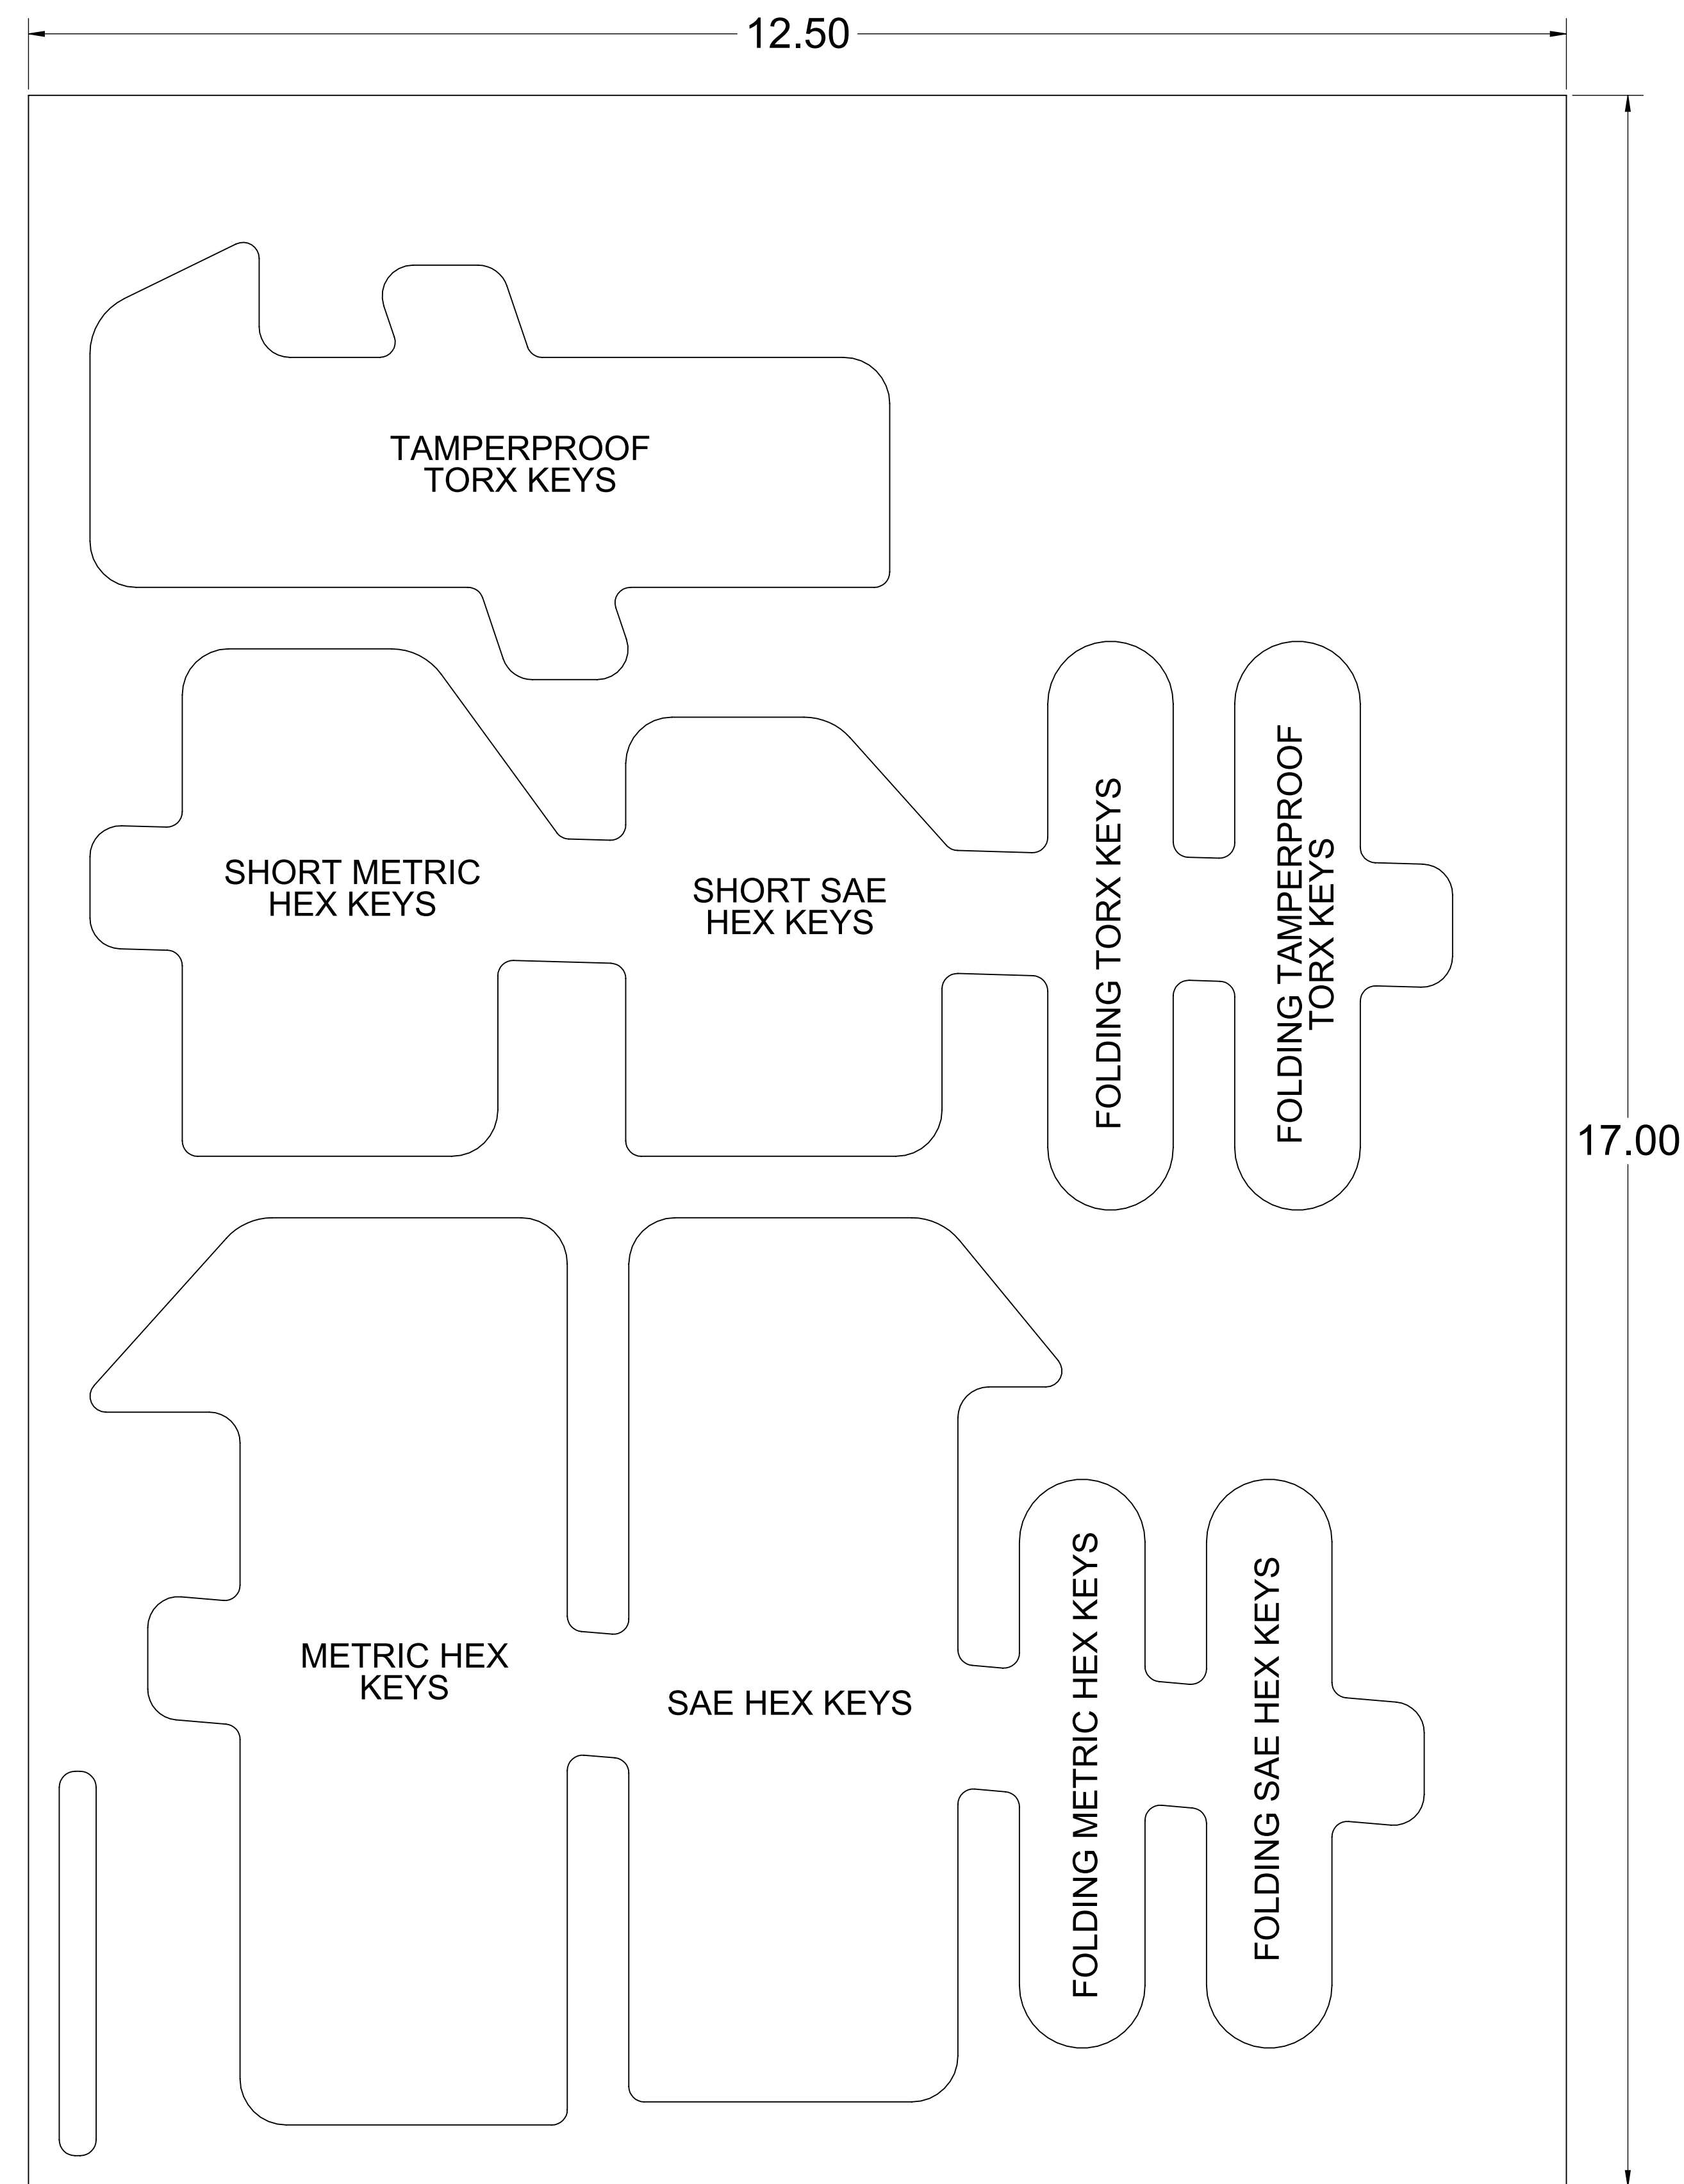 12.50
TAMPERPROOF
TORX KEYS
SHORT METRIC
HEX KEYS
SHORT SAE
HEX KEYS
FOLDING TORX KEYS
FOLDING TAMPERPROOF
TORX KEYS
17.00
METRIC HEX
KEYS
SAE HEX KEYS
FOLDING METRIC HEX KEYS
FOLDING SAE HEX KEYS